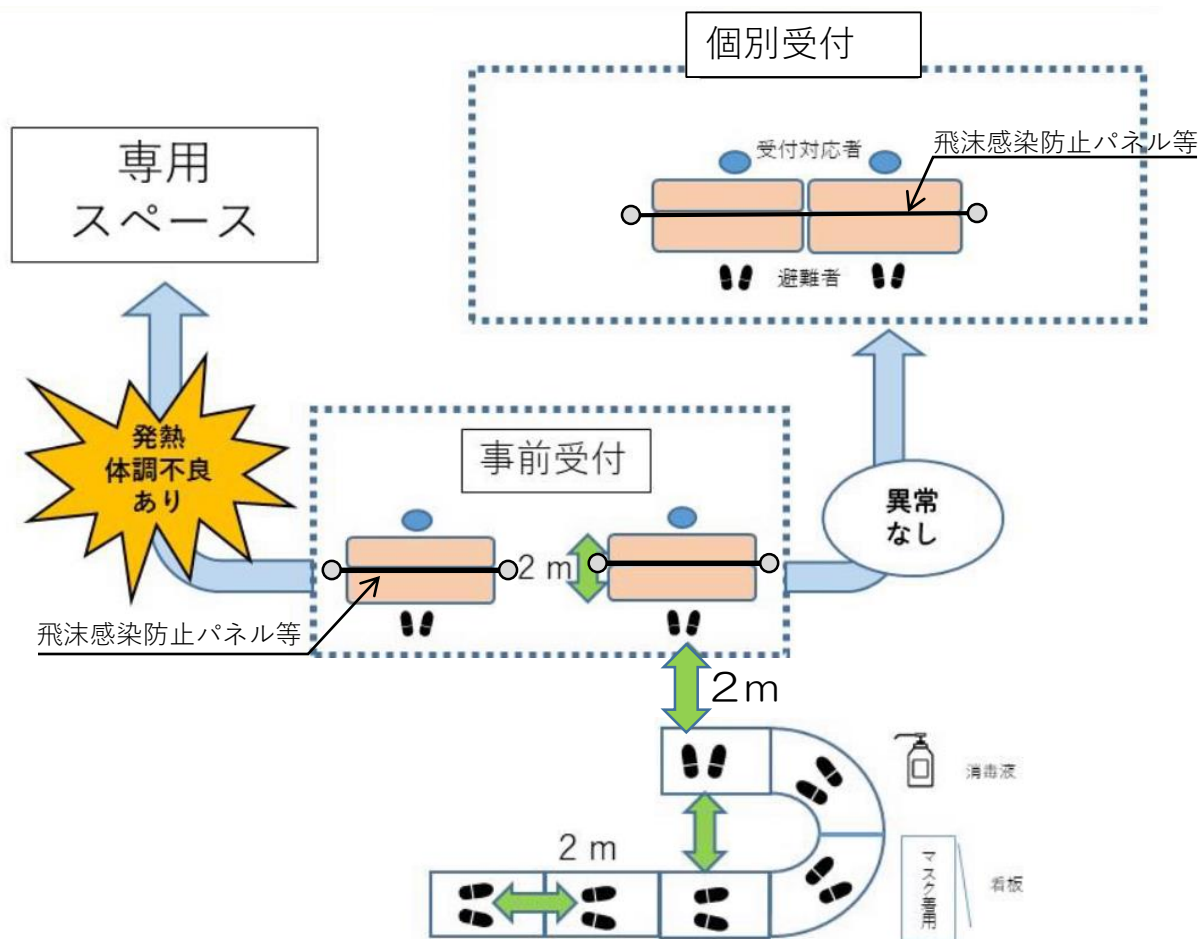 個別受付
専用
スペース
受付対応者
飛沫感染防止パネル等
避難者
発熱
体調不良
あり
事前受付
異常
なし
2 m
飛沫感染防止パネル等
2m
消毒液
2 m
マスク着用
看板